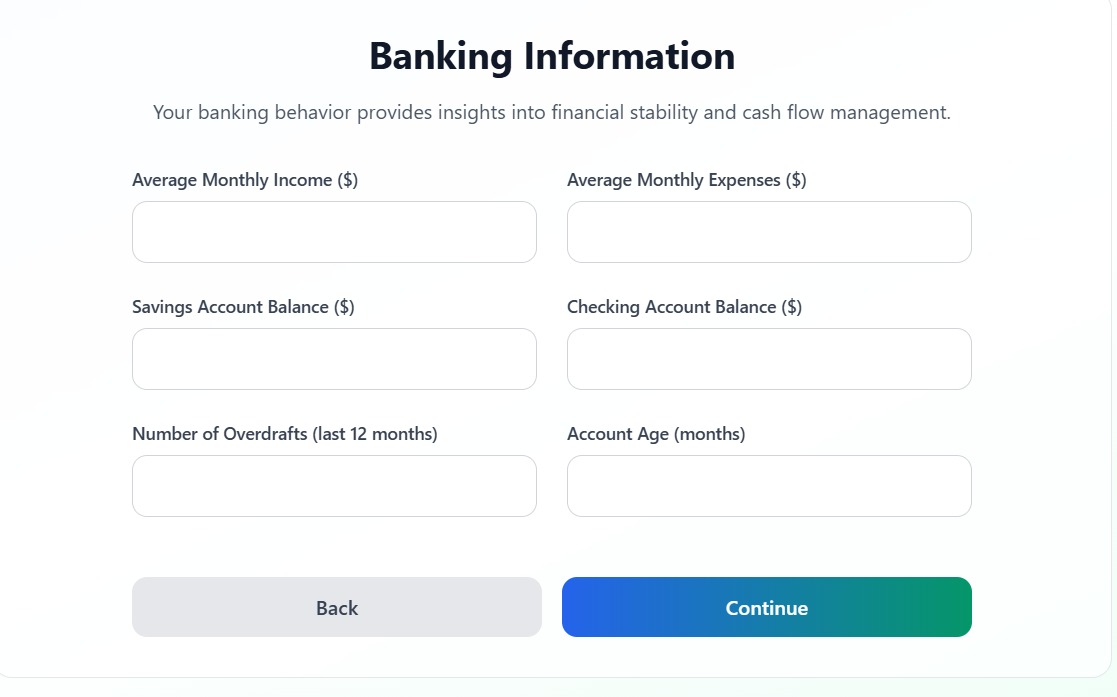 Banking Information
Your banking behavior provides insights into financial stability and cash flow management.
Average Monthly Income ($)
Average Monthly Expenses ($)
Savings Account Balance ($)
Checking Account Balance ($)
Number of Overdrafts (last 12 months)
Account Age (months)
Back
Continue